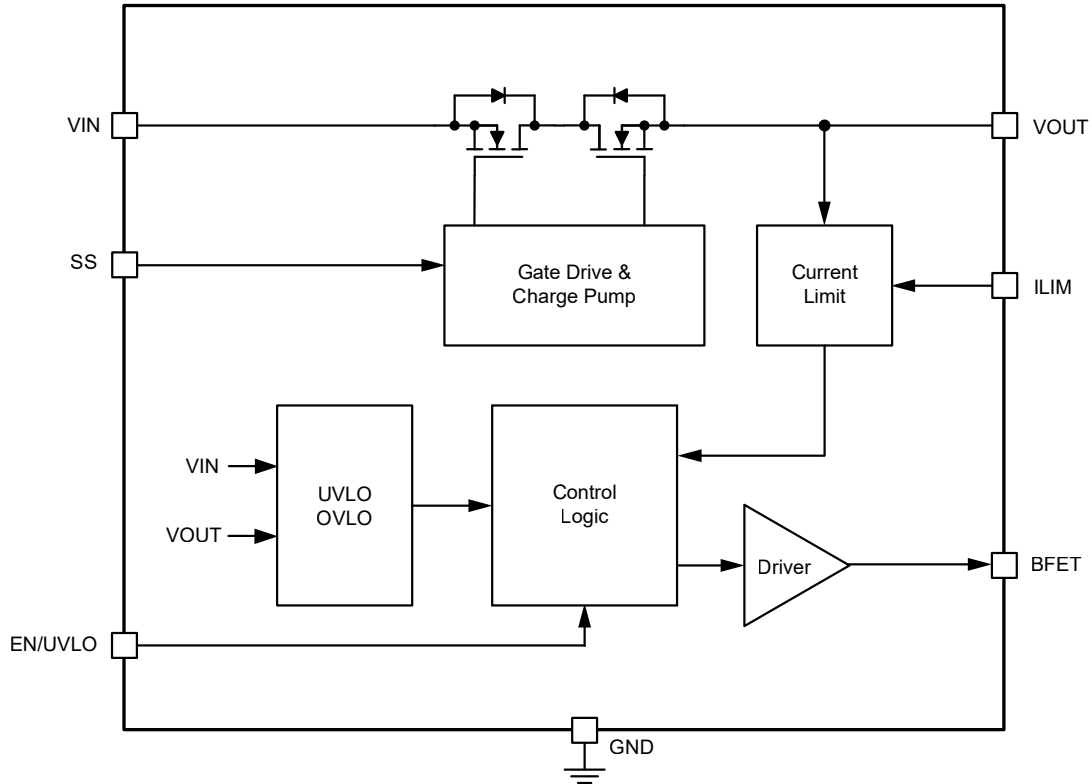 VIN
VOUT
SS
Gate Drive &
Charge Pump
Current
Limit
ILIM
VIN
VOUT
UVLO
OVLO
Control
Logic
Driver
BFET
EN/UVLO
GND